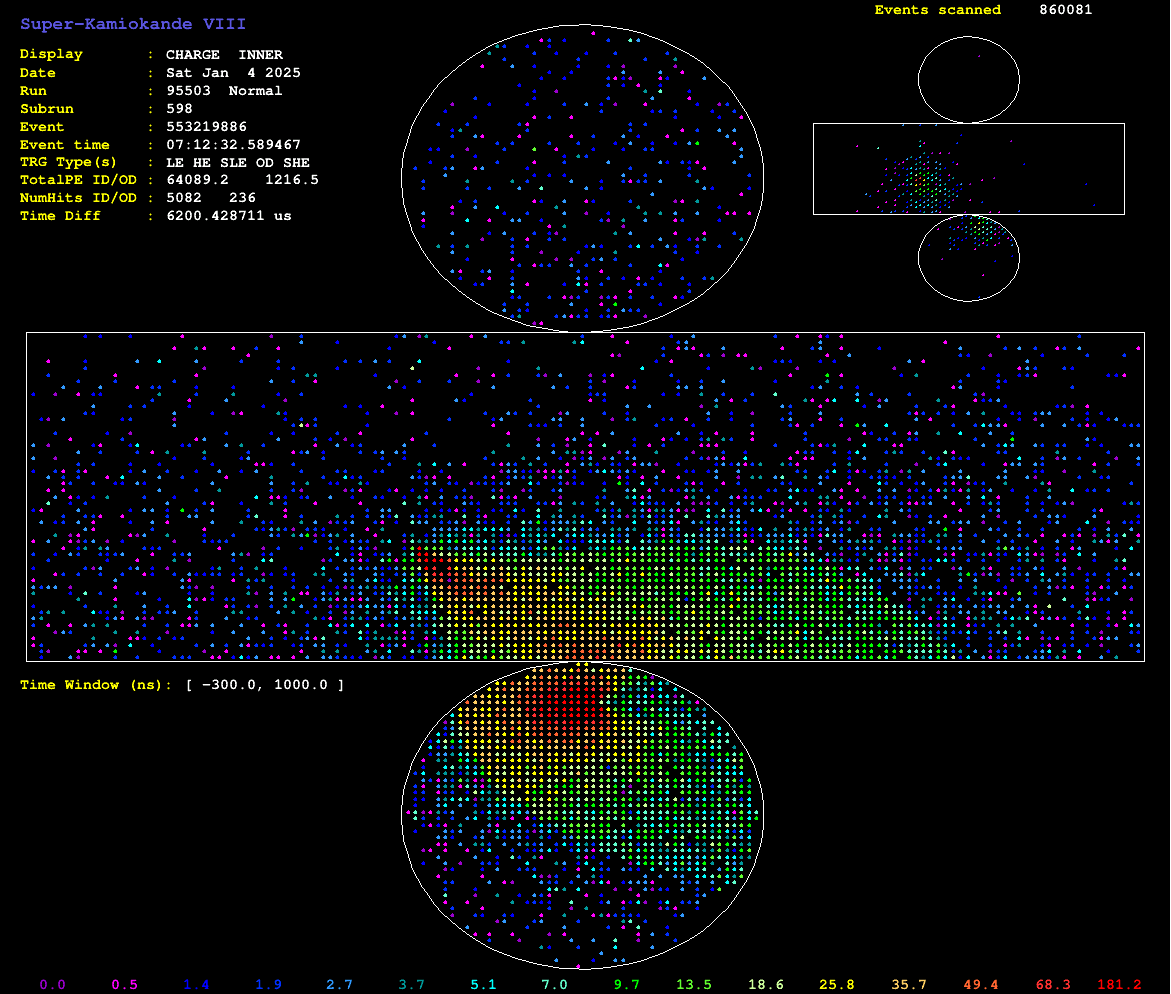 Super-Kamiokande VIII
Events scanned 860081
Display : CHARGE INNER
Date : Sat Jan 4 2025
Run : 95503 Normal
Subrun : 598
Event : 553219886
Event time : 07:12:32.589467
TRG Type(s) : LE HE SLE OD SHE
TotalPE ID/OD : 64089.2 1216.5
NumHits ID/OD : 5082 236
Time Diff : 6200.428711 us
Time Window (ns): [ -300.0, 1000.0 ]
0.0 0.5 1.4 1.9 2.7 3.7 5.1 7.0 9.7 13.5 18.6 25.8 35.7 49.4 68.3 181.2